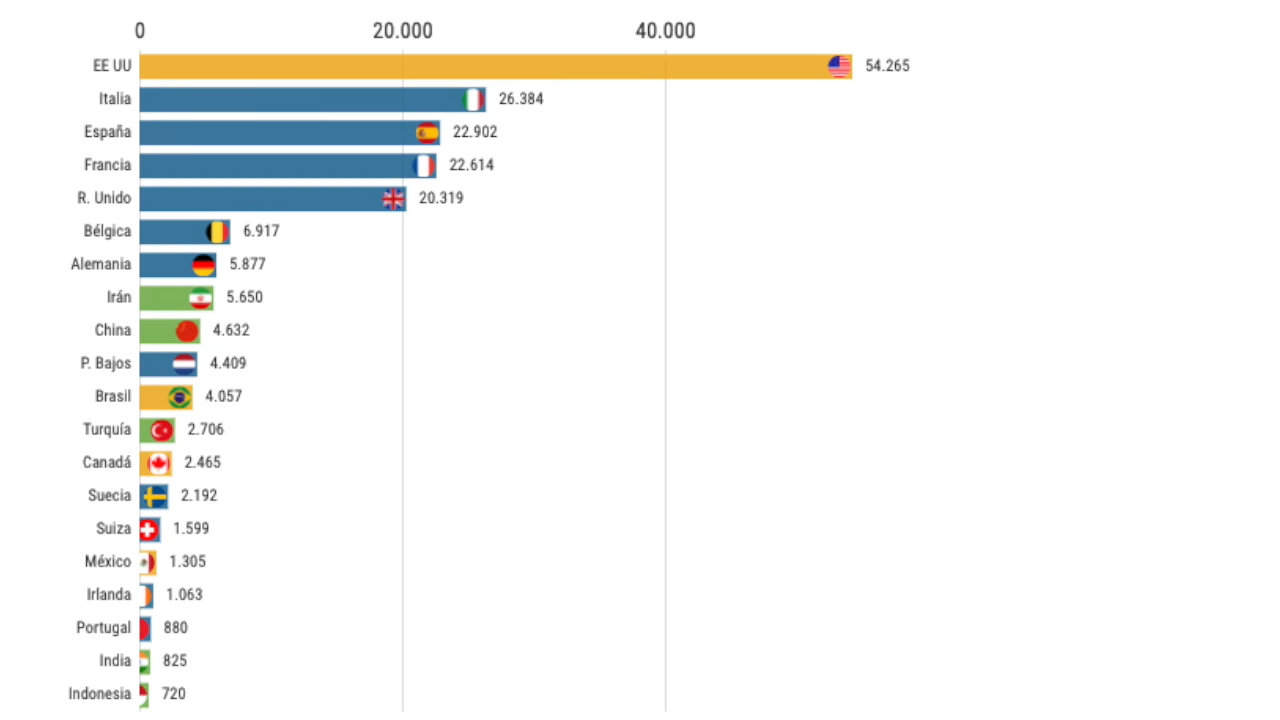 0 20.000 40.000
EE UU 54.265
Italia 26.384
España 22.902
Francia 22.614
R. Unido 20.319
Bélgica 6.917
Alemania 5.877
Irán 5.650
China 4.632
P. Bajos 4.409
Brasil 4.057
Turquía 2.706
Canadá 2.465
Suecia 2.192
Suiza 1.599
México 1.305
Irlanda 1.063
Portugal 880
India 825
Indonesia 720